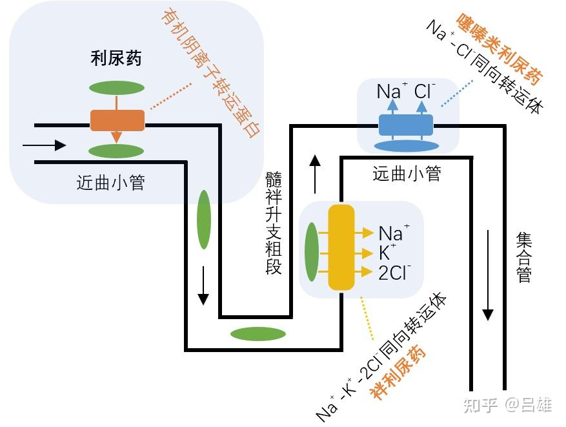 利尿药
有机阴离子转运蛋白
近曲小管
髓袢升支粗段
Na⁺
K⁺
2Cl⁻
Na⁺-K⁺-2Cl⁻同向转运体
袢利尿药
噻嗪类利尿药
Na⁺-Cl⁻同向转运体
Na⁺ Cl⁻
远曲小管
集合管
知乎 @吕雄